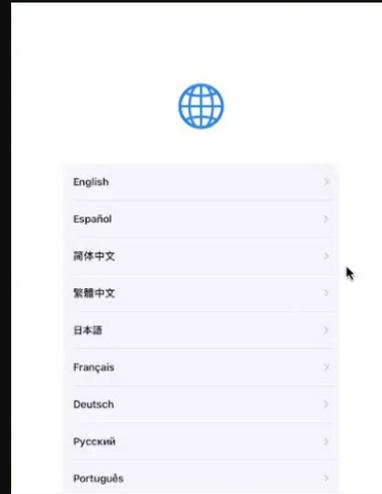 English
Español
简体中文
繁體中文
日本語
Français
Deutsch
Русский
Português